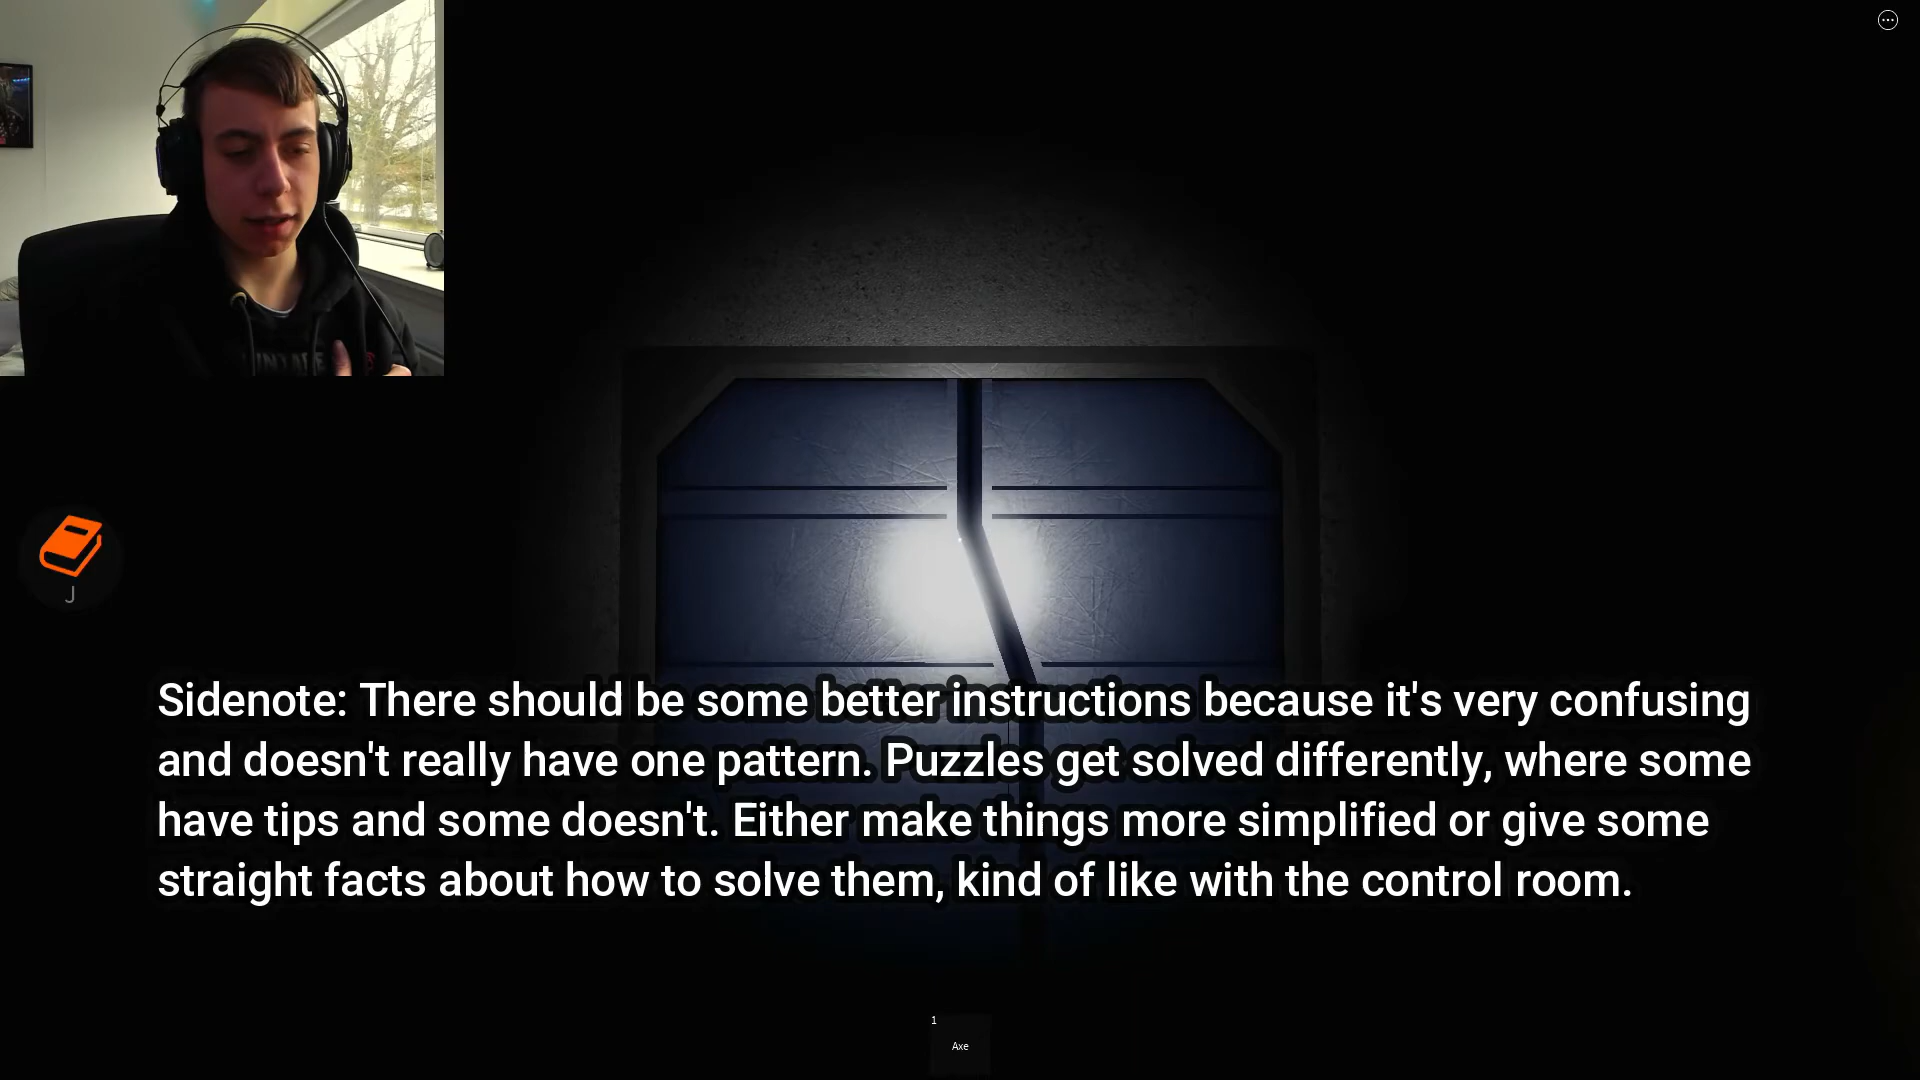 J
Sidenote: There should be some better instructions because it's very confusing
and doesn't really have one pattern. Puzzles get solved differently, where some
have tips and some doesn't. Either make things more simplified or give some
straight facts about how to solve them, kind of like with the control room.
1
Axe